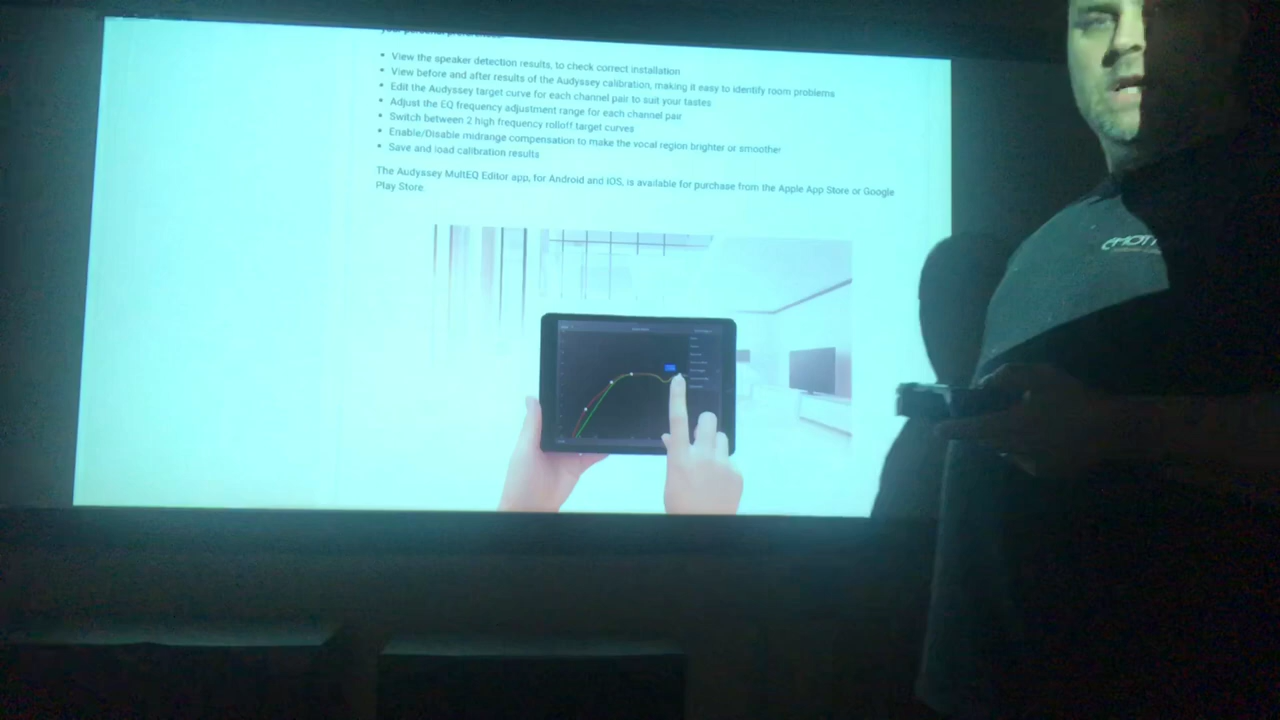 your personal preferences
View the speaker detection results, to check correct installation
View before and after results of the Audyssey calibration, making it easy to identify room problems
Edit the Audyssey target curve for each channel pair to suit your tastes
Adjust the EQ frequency adjustment range for each channel pair
Switch between 2 high frequency rolloff target curves
Enable/Disable midrange compensation to make the vocal region brighter or smoother
Save and load calibration results
The Audyssey MultEQ Editor app, for Android and iOS, is available for purchase from the Apple App Store or Google
Play Store.